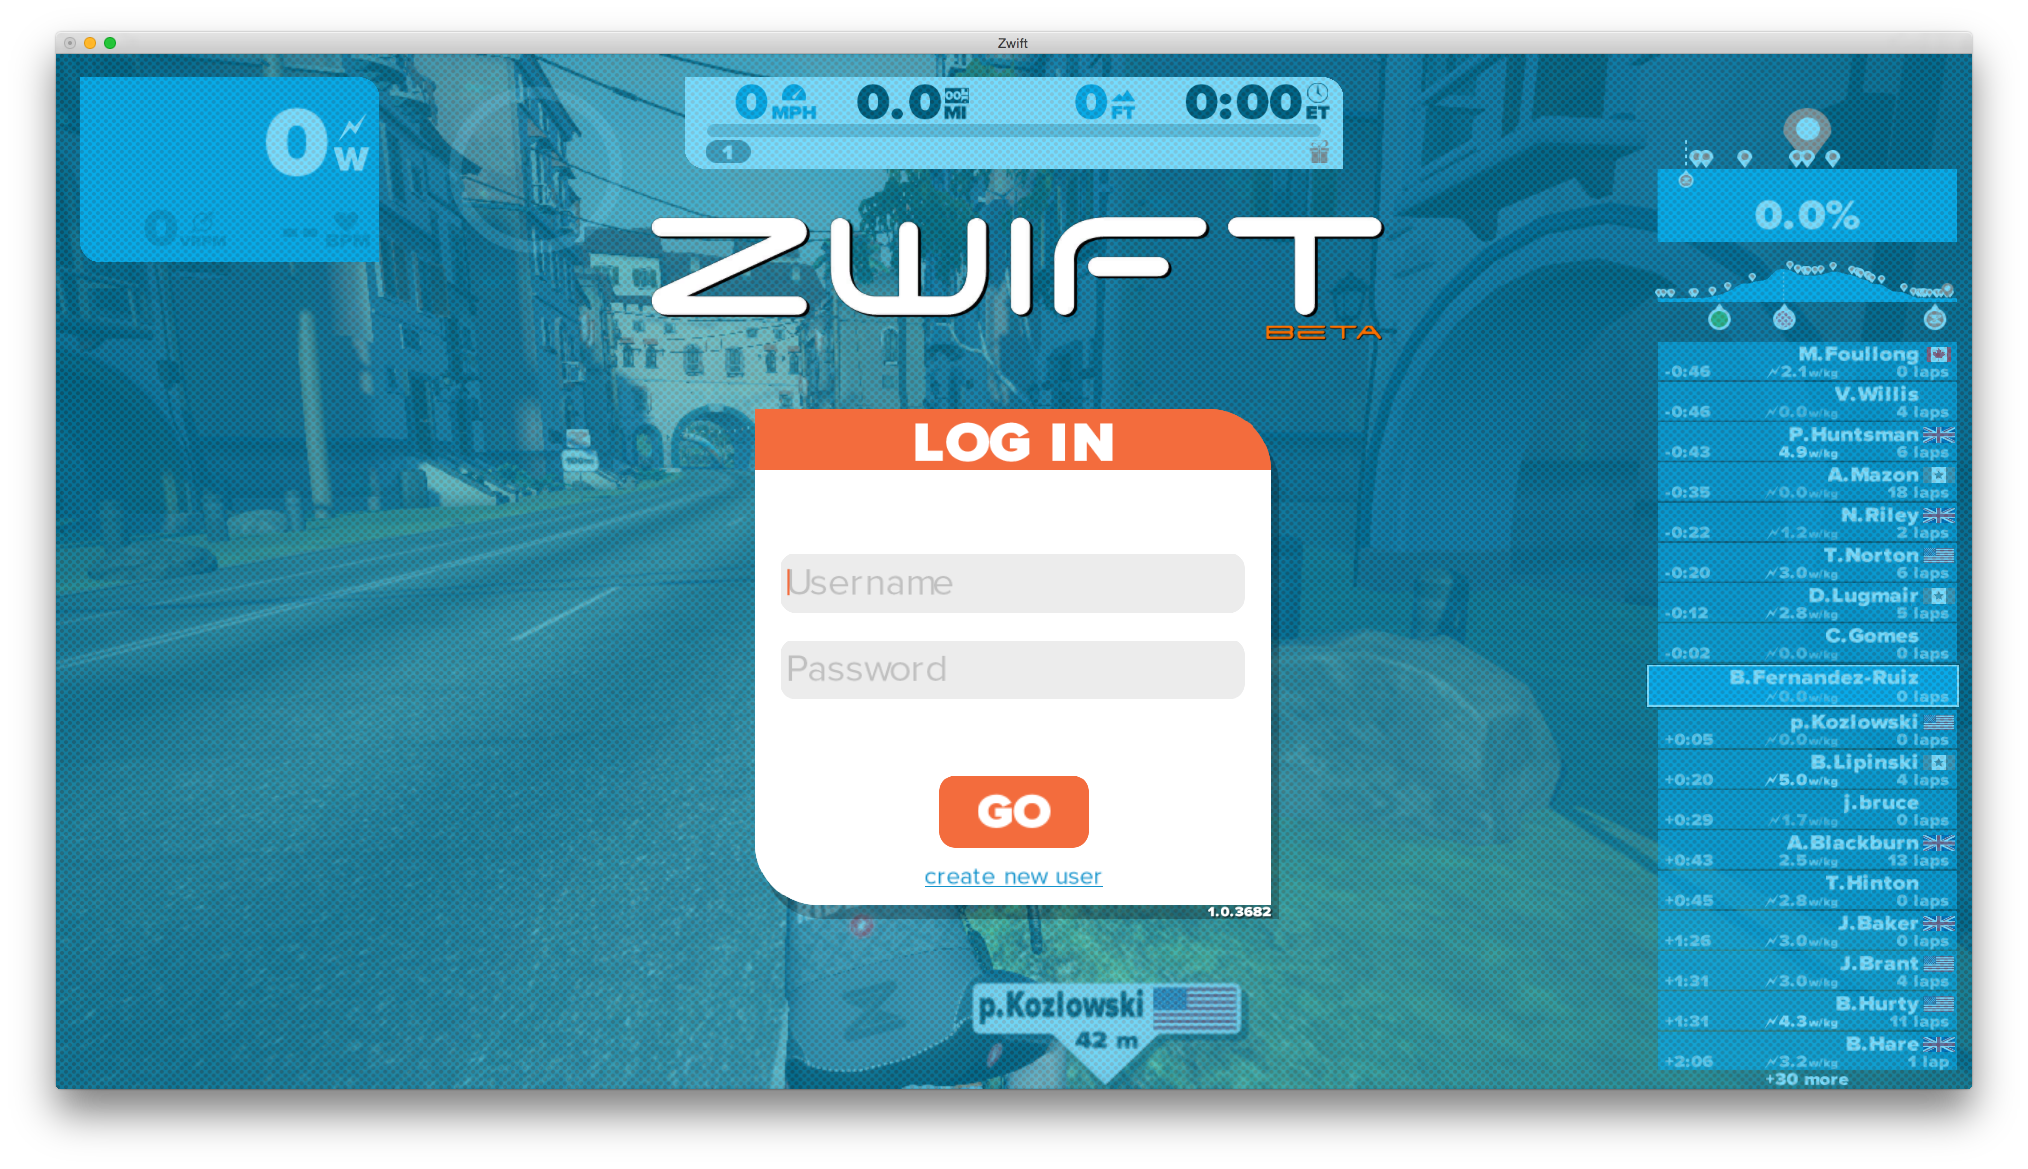 Zwift
0 W
0 VRPM -- BPM
0 MPH 0.0 MI 0 FT 0:00 ET
1
ZWIFT
BETA
LOG IN
Username
Password
GO
create new user
1.0.3682
p.Kozlowski
42 m
0.0%
M.Foullong
-0:46 2.1w/kg 0 laps
V.Willis
-0:46 0.0w/kg 4 laps
P.Huntsman
-0:43 4.9w/kg 6 laps
A.Mazon
-0:35 0.0w/kg 18 laps
N.Riley
-0:22 1.2w/kg 2 laps
T.Norton
-0:20 3.0w/kg 6 laps
D.Lugmair
-0:12 2.8w/kg 5 laps
C.Gomes
-0:02 0.0w/kg 0 laps
B.Fernandez-Ruiz
0.0w/kg 0 laps
p.Kozlowski
+0:05 0.0w/kg 0 laps
B.Lipinski
+0:20 5.0w/kg 4 laps
j.bruce
+0:29 1.7w/kg 0 laps
A.Blackburn
+0:43 2.5w/kg 13 laps
T.Hinton
+0:45 2.8w/kg 0 laps
J.Baker
+1:26 3.0w/kg 0 laps
J.Brant
+1:31 3.0w/kg 4 laps
B.Hurty
+1:31 4.3w/kg 11 laps
B.Hare
+2:06 3.2w/kg 1 lap
+30 more